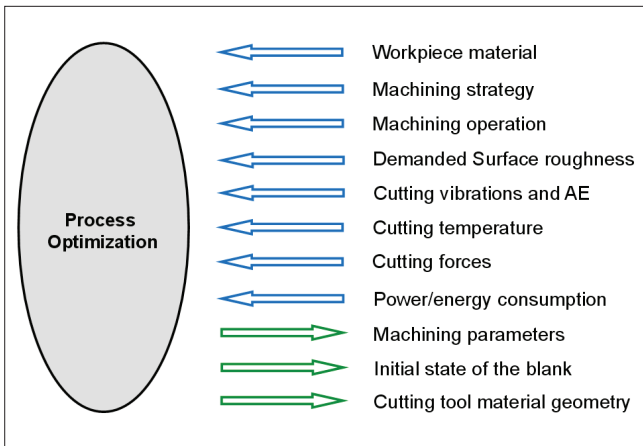 Workpiece material
Machining strategy
Machining operation
Demanded Surface roughness
Cutting vibrations and AE
Process
Optimization
Cutting temperature
Cutting forces
Power/energy consumption
Machining parameters
Initial state of the blank
Cutting tool material geometry